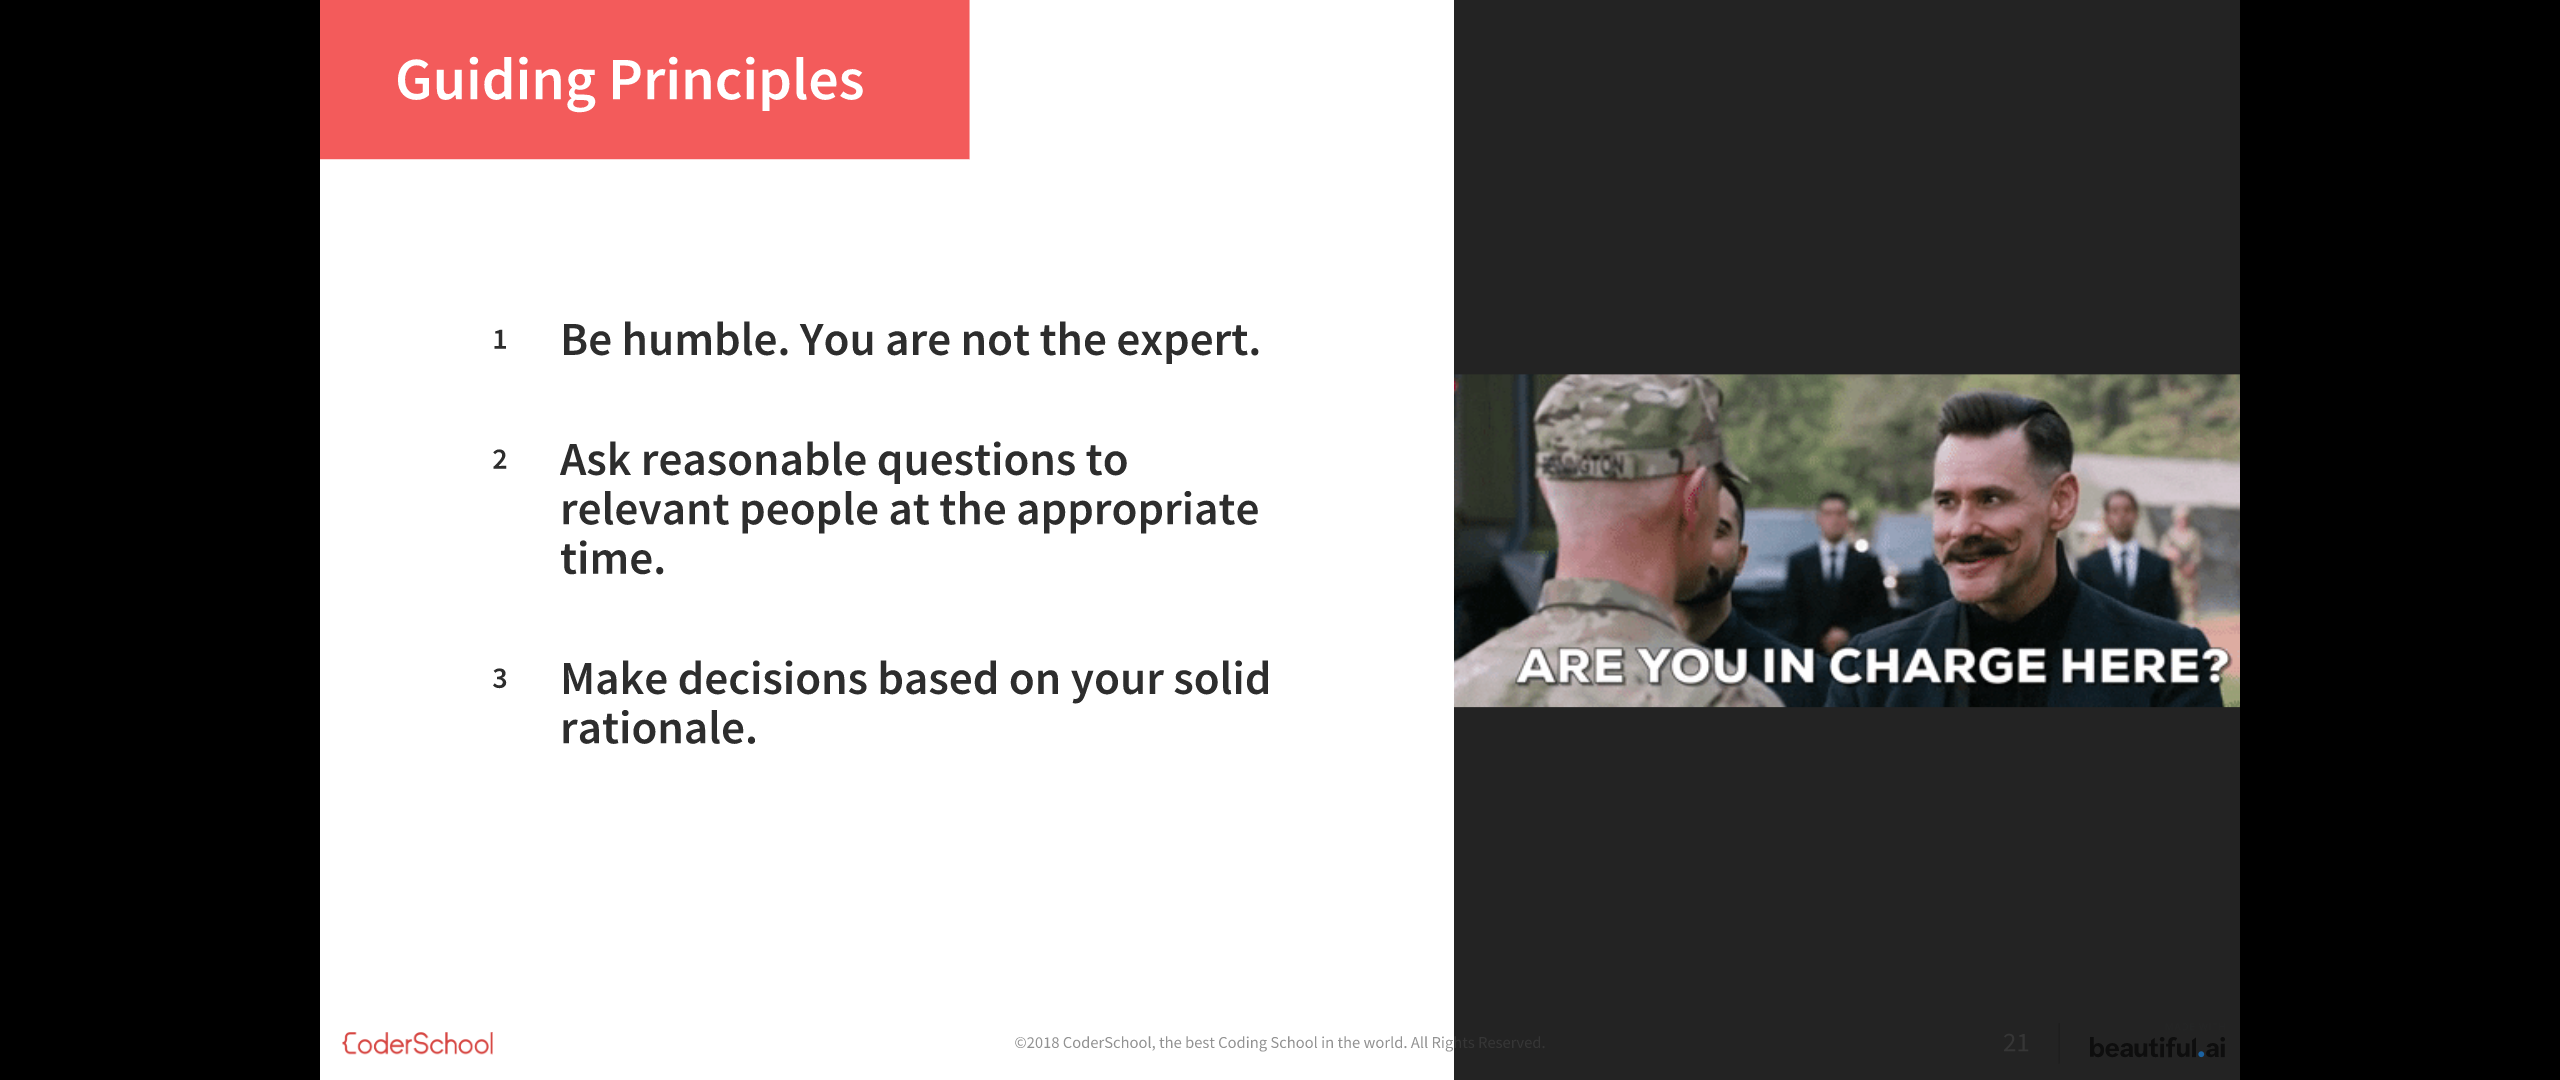 Guiding Principles
1 Be humble. You are not the expert.
2 Ask reasonable questions to
relevant people at the appropriate
time.
3 Make decisions based on your solid
rationale.
ARE YOU IN CHARGE HERE?
CoderSchool
©2018 CoderSchool, the best Coding School in the world. All Rights Reserved.
21
beautiful.ai